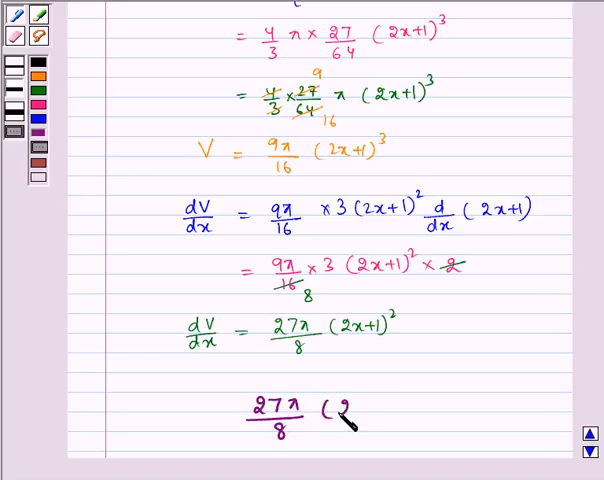 = 4/3 π × 27/64 (2x+1)³
= 4/3 × 27/64 π (2x+1)³ 9 16
V = 9π/16 (2x+1)³
dV/dx = 9π/16 × 3 (2x+1)² d/dx (2x+1)
= 9π/16 × 3 (2x+1)² × 2 8
dV/dx = 27π/8 (2x+1)²
27π/8 (2